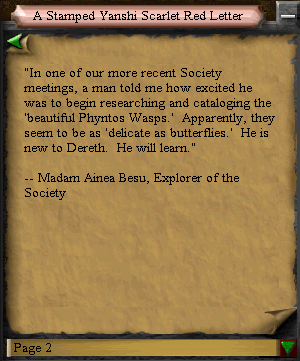 A Stamped Yanshi Scarlet Red Letter
"In one of our more recent Society
meetings, a man told me how excited he
was to begin researching and cataloging the
'beautiful Phyntos Wasps.'  Apparently, they
seem to be as 'delicate as butterflies.'  He is
new to Dereth.  He will learn."
-- Madam Ainea Besu, Explorer of the
Society
Page 2